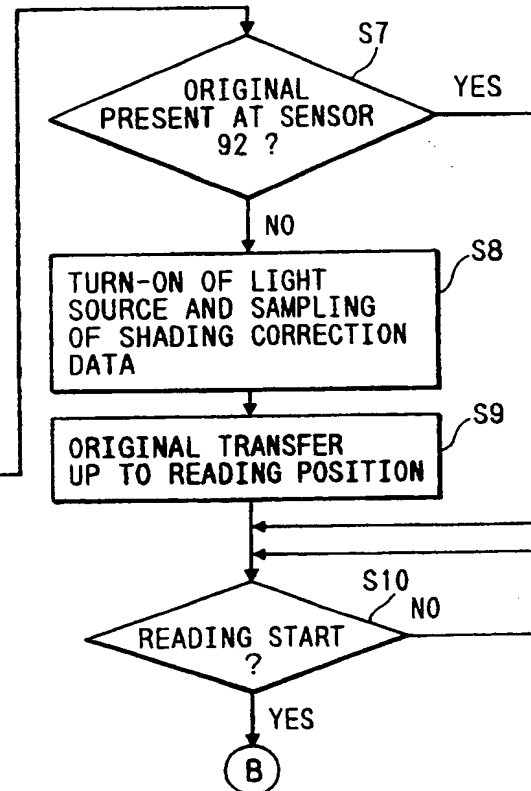 S7
ORIGINAL
PRESENT AT SENSOR
92 ?
YES
NO
S8
TURN-ON OF LIGHT
SOURCE AND SAMPLING
OF SHADING CORRECTION
DATA
S9
ORIGINAL TRANSFER
UP TO READING POSITION
S10
NO
READING START
?
YES
B